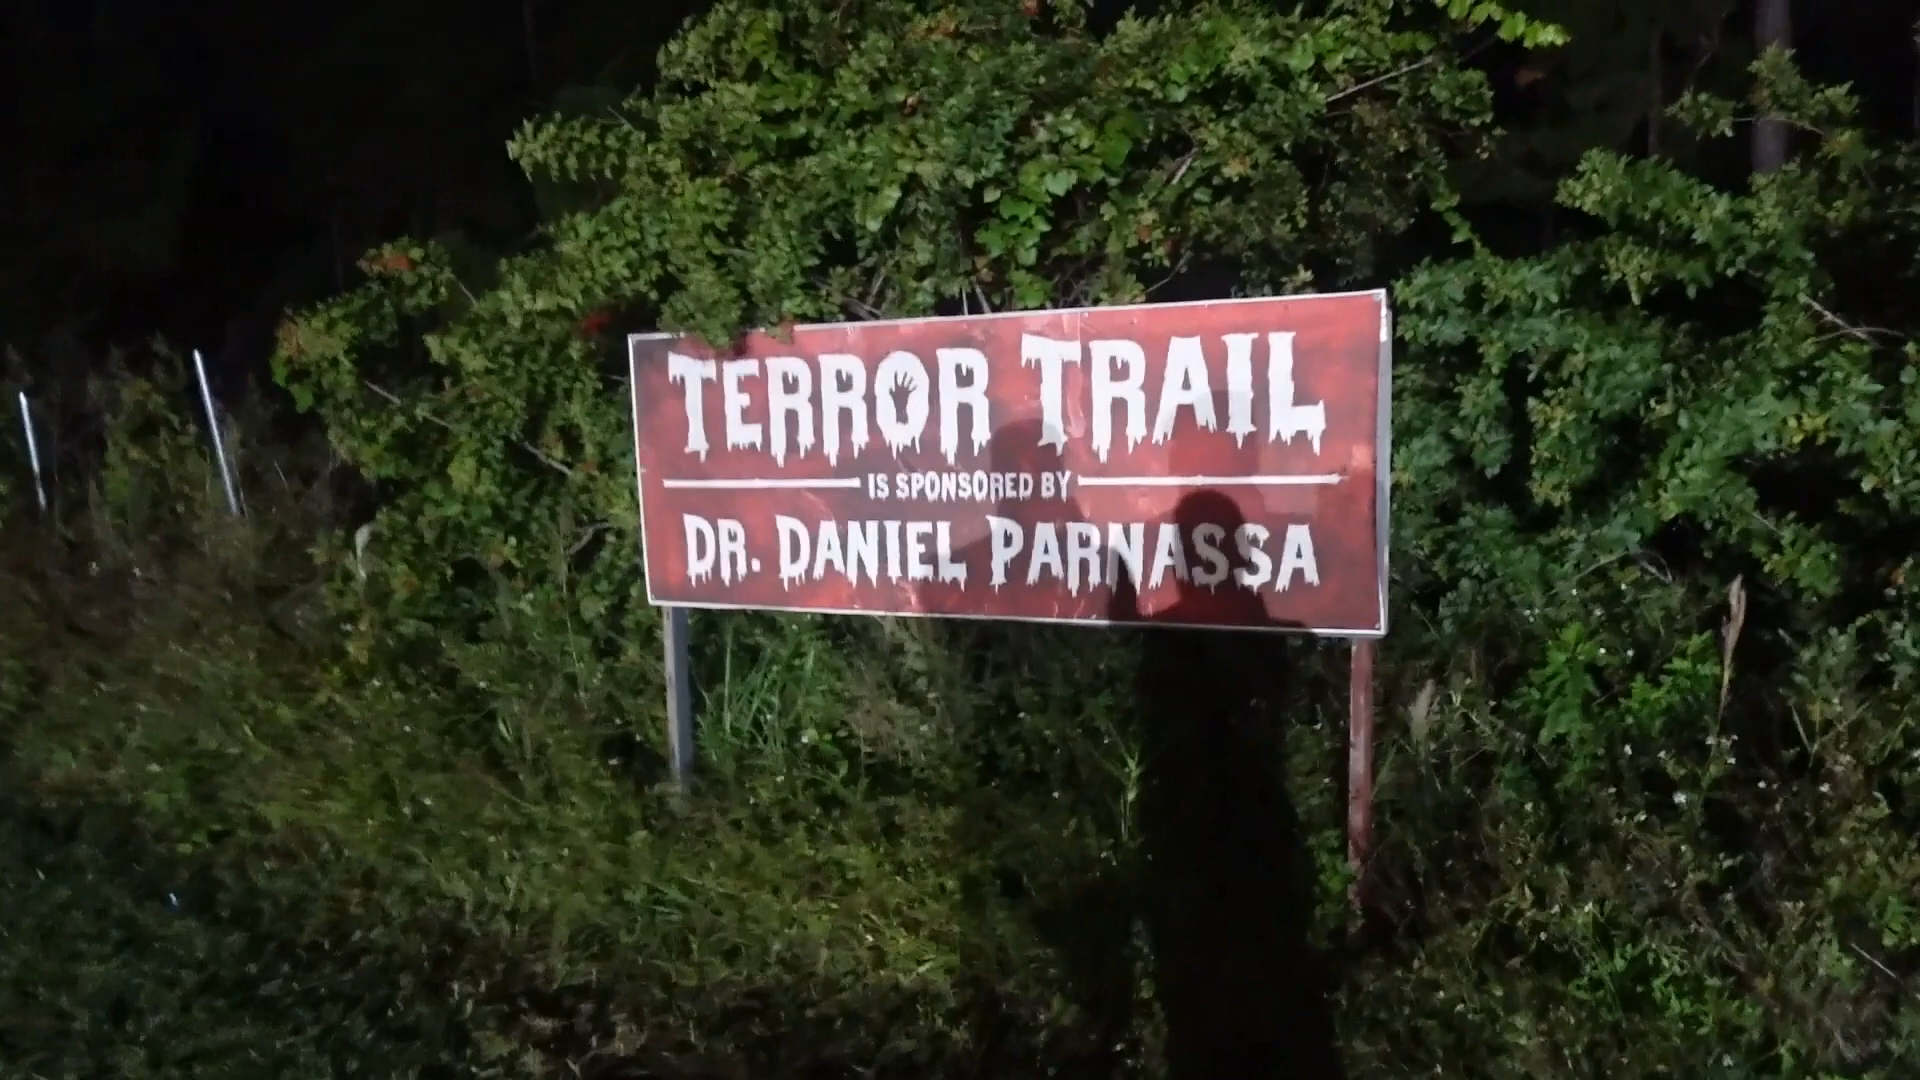 TERROR TRAIL
IS SPONSORED BY
DR. DANIEL PARNASSA